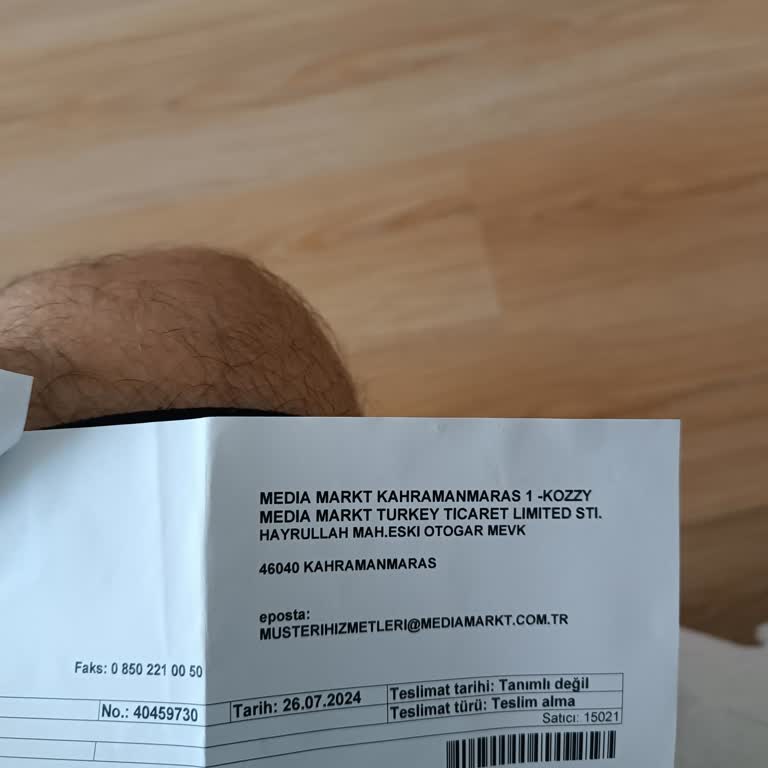 MEDIA MARKT KAHRAMANMARAS 1 -KOZZY
MEDIA MARKT TURKEY TICARET LIMITED STI.
HAYRULLAH MAH.ESKI OTOGAR MEVK
46040 KAHRAMANMARAS
eposta:
MUSTERIHIZMETLERI@MEDIAMARKT.COM.TR
Faks: 0 850 221 00 50
No.: 40459730
Tarih: 26.07.2024
Teslimat tarihi: Tanımlı değil
Teslimat türü: Teslim alma
Satıcı: 15021